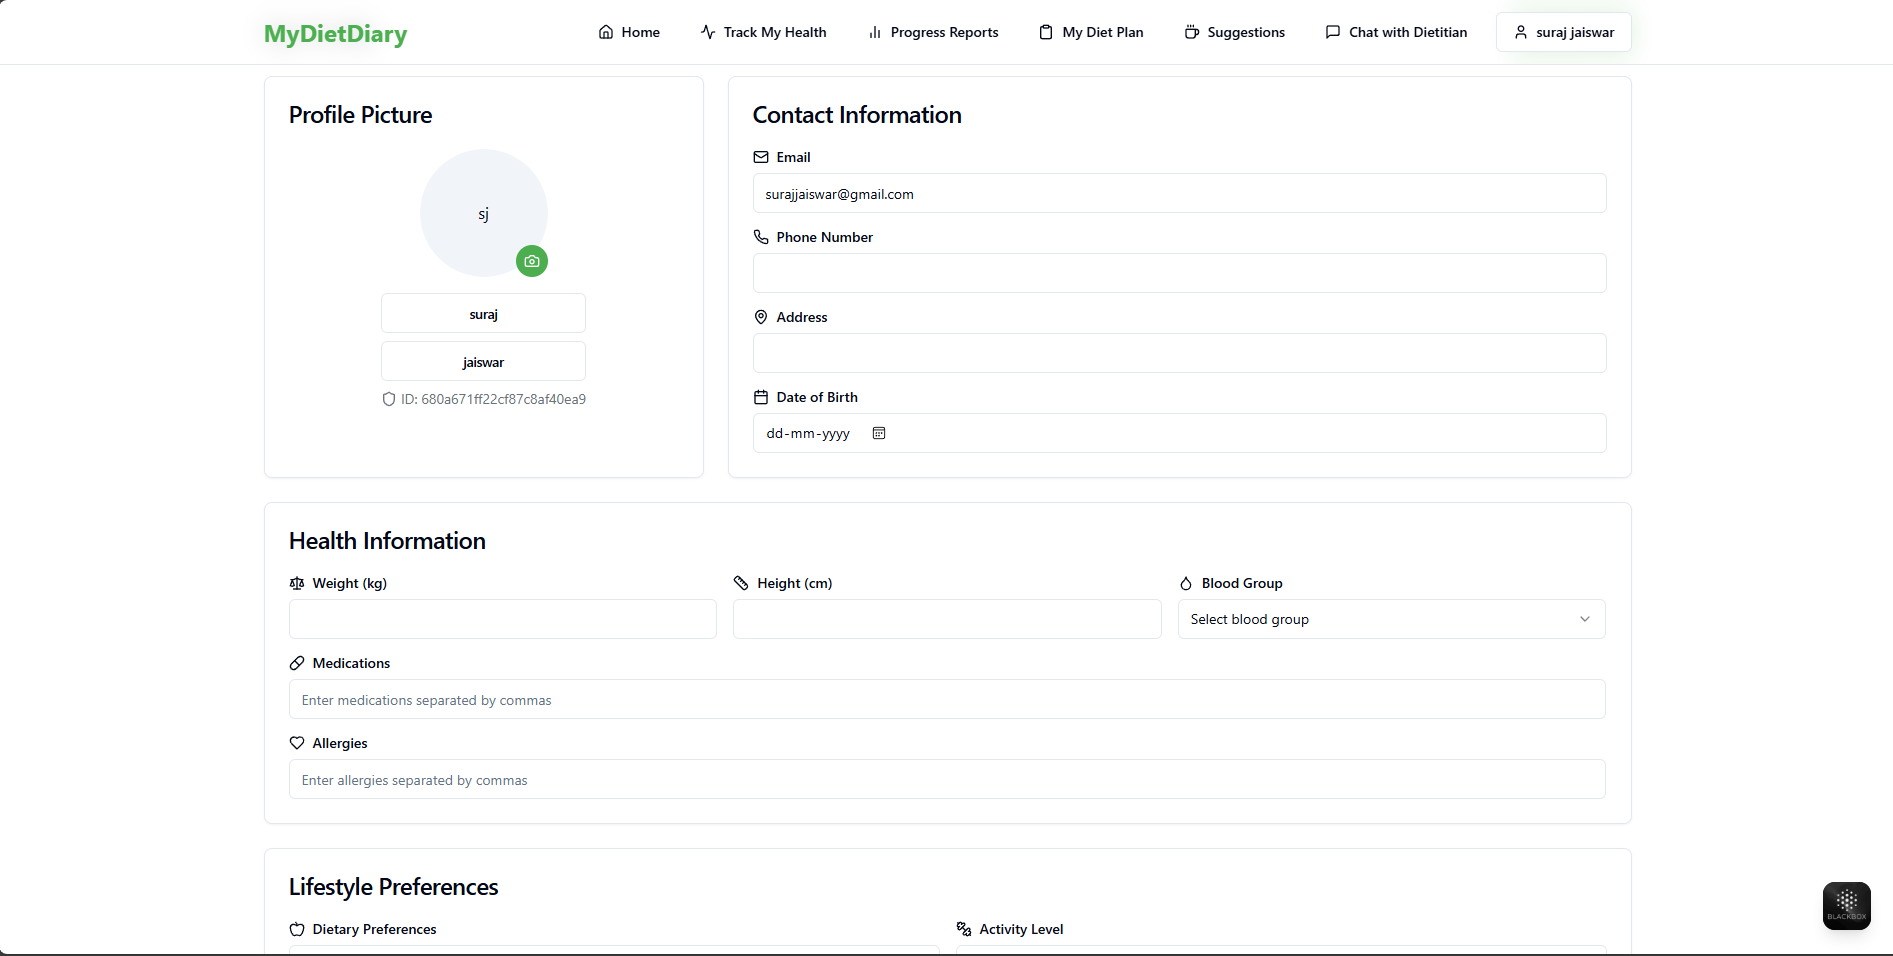 MyDietDiary
Home
Track My Health
Progress Reports
My Diet Plan
Suggestions
Chat with Dietitian
suraj jaiswar
Profile Picture
sj
suraj
jaiswar
ID: 680a671ff22cf87c8af40ea9
Contact Information
Email
surajjaiswar@gmail.com
Phone Number
Address
Date of Birth
dd-mm-yyyy
Health Information
Weight (kg)
Height (cm)
Blood Group
Select blood group
Medications
Enter medications separated by commas
Allergies
Enter allergies separated by commas
Lifestyle Preferences
Dietary Preferences
Activity Level
BLACKBOX